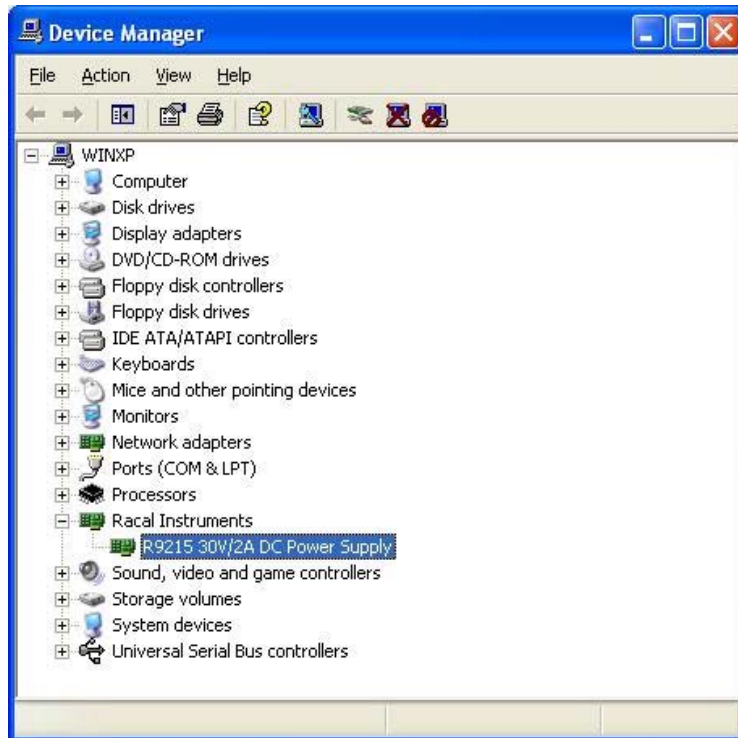 Device Manager
File Action View Help
WINXP
Computer
Disk drives
Display adapters
DVD/CD-ROM drives
Floppy disk controllers
Floppy disk drives
IDE ATA/ATAPI controllers
Keyboards
Mice and other pointing devices
Monitors
Network adapters
Ports (COM & LPT)
Processors
Racal Instruments
R9215 30V/2A DC Power Supply
Sound, video and game controllers
Storage volumes
System devices
Universal Serial Bus controllers